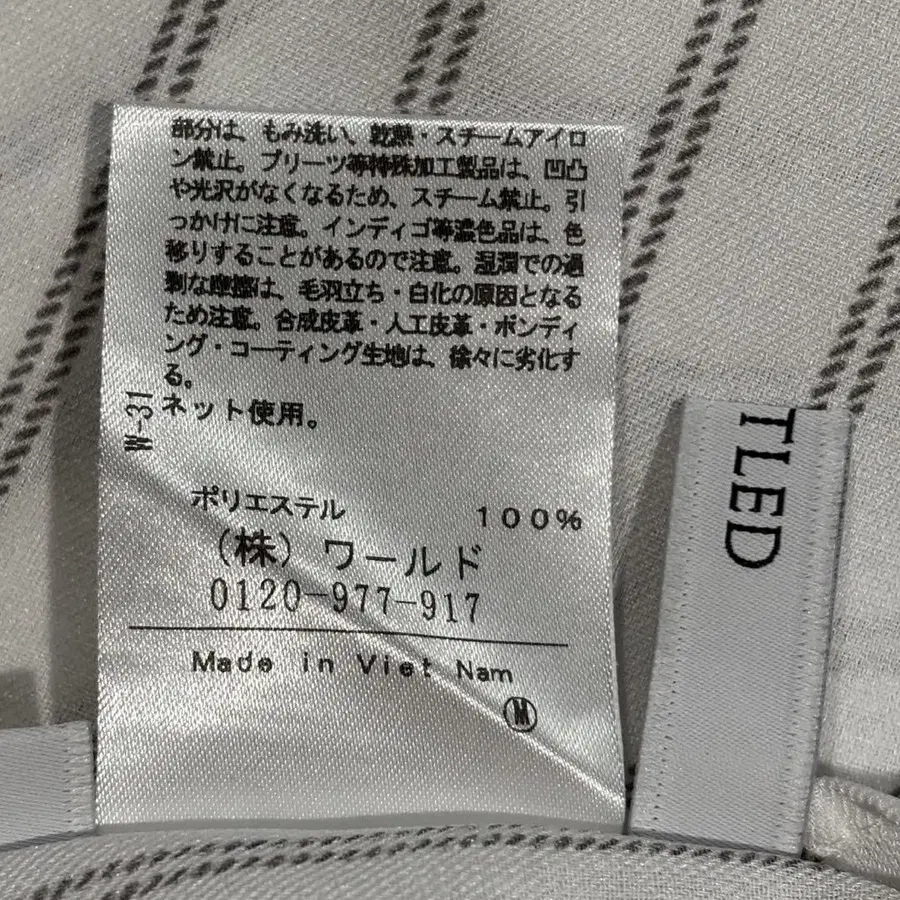 部分は、もみ洗い、乾熱・スチームアイロ
ン禁止。プリーツ等特殊加工製品は、凹凸
や光沢がなくなるため、スチーム禁止。引
っかけに注意。インディゴ等濃色品は、色
移りすることがあるので注意。湿潤での過
剰な摩擦は、毛羽立ち・白化の原因となる
ため注意。合成皮革・人工皮革・ボンディ
ング・コーティング生地は、徐々に劣化す
る。
ネット使用。
W-31
ポリエステル 100%
(株) ワールド
0120-977-917
Made in Viet Nam
Ⓜ
TLED